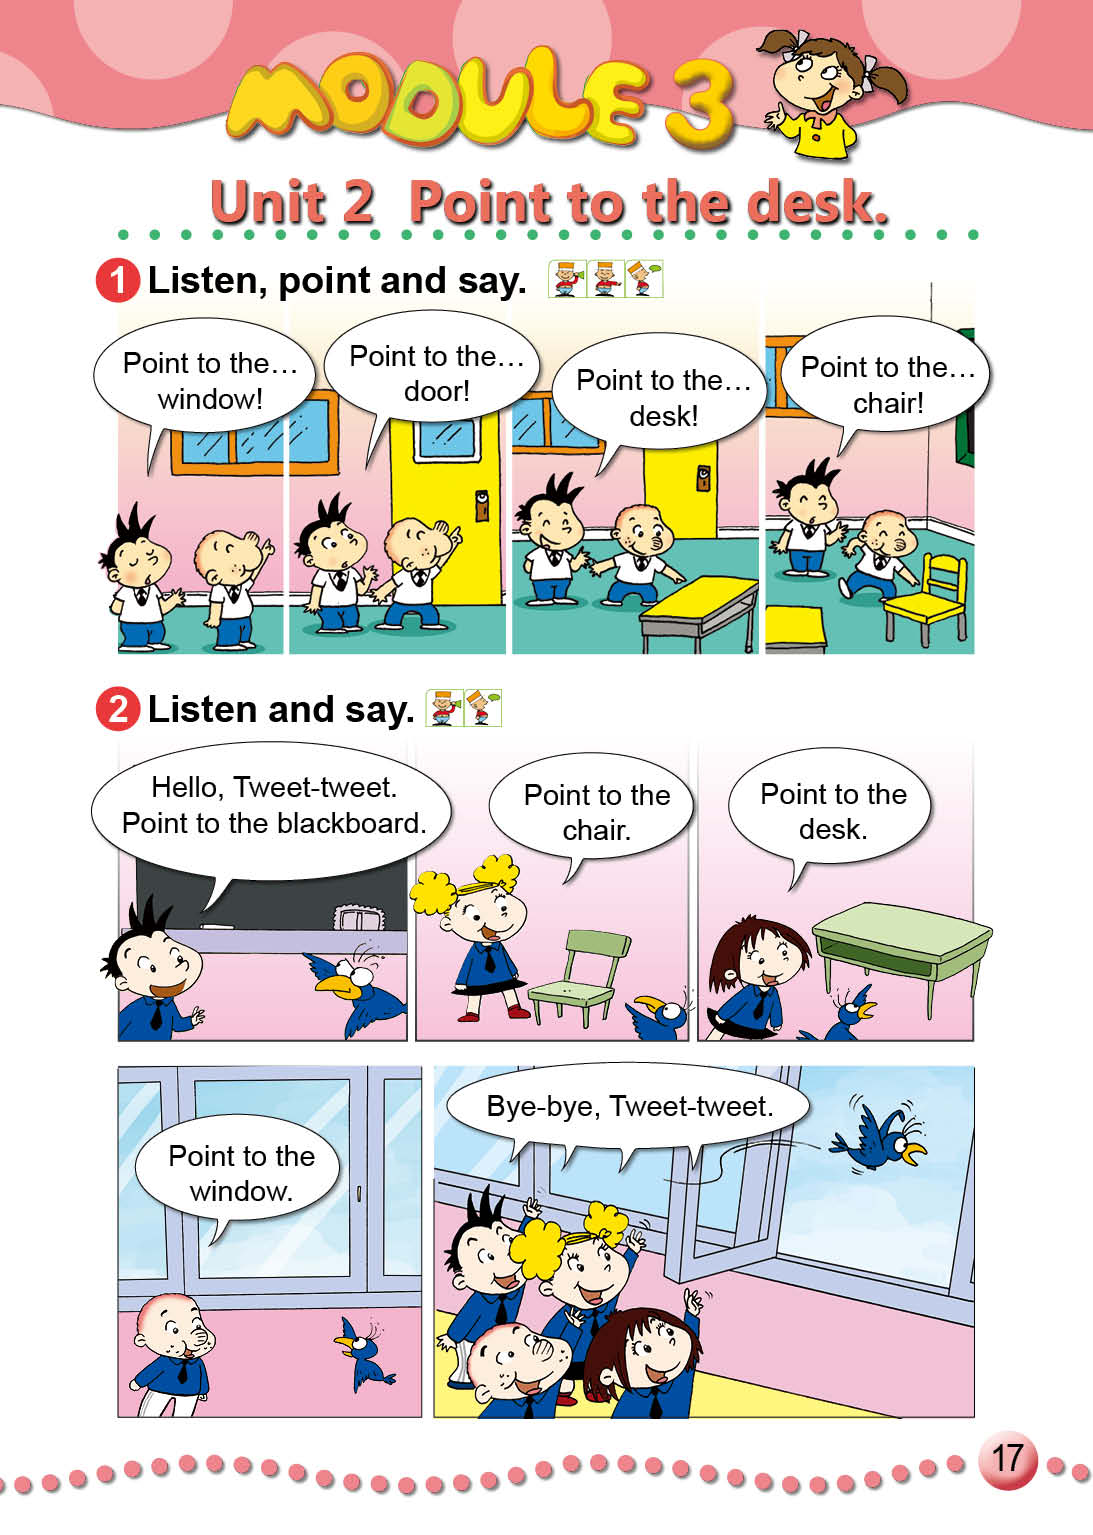 MODULE 3
Unit 2 Point to the desk.
1 Listen, point and say.
Point to the…
window!
Point to the…
door!
Point to the…
desk!
Point to the…
chair!
2 Listen and say.
Hello, Tweet-tweet.
Point to the blackboard.
Point to the
chair.
Point to the
desk.
Point to the
window.
Bye-bye, Tweet-tweet.
17